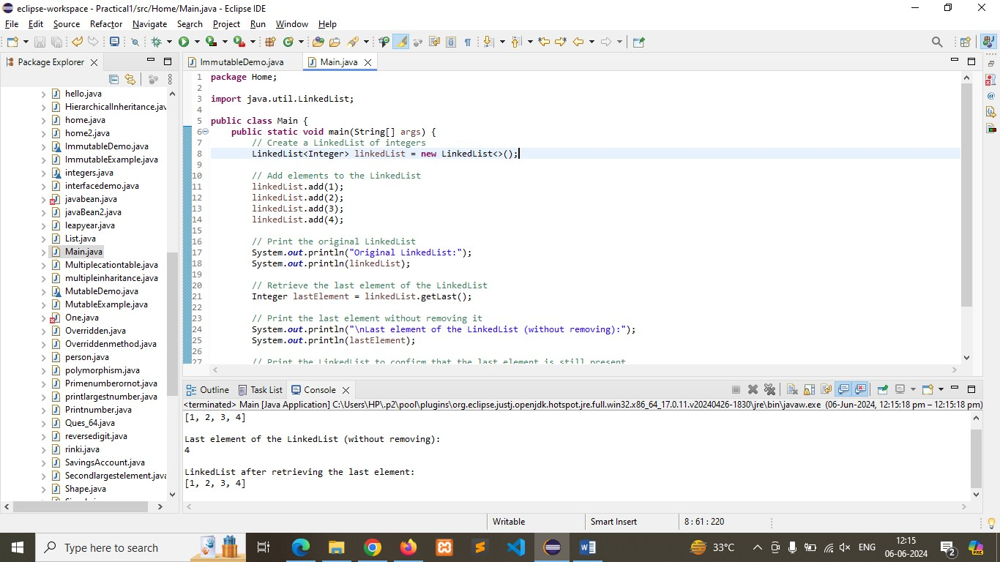 eclipse-workspace - Practical1/src/Home/Main.java - Eclipse IDE
File Edit Source Refactor Navigate Search Project Run Window Help
Package Explorer
hello.java
HierarchicalInheritance.jav
home.java
home2.java
ImmutableDemo.java
ImmutableExample.java
integers.java
interfacedemo.java
javabean.java
javaBean2.java
leapyear.java
List.java
Main.java
Multiplecationtable.java
multipleinharitance.java
MutableDemo.java
MutableExample.java
One.java
Overridden.java
Overriddenmethod.java
person.java
polymorphism.java
Primenumberornot.java
printlargestnumber.java
Printnumber.java
Ques_64.java
reversedigit.java
rinki.java
SavingsAccount.java
Secondlargestelement.java
Shape.java
ImmutableDemo.java Main.java
1 package Home;
2
3 import java.util.LinkedList;
4
5 public class Main {
6 public static void main(String[] args) {
7 // Create a LinkedList of integers
8 LinkedList<Integer> linkedList = new LinkedList<>();
9
10 // Add elements to the LinkedList
11 linkedList.add(1);
12 linkedList.add(2);
13 linkedList.add(3);
14 linkedList.add(4);
15
16 // Print the original LinkedList
17 System.out.println("Original LinkedList:");
18 System.out.println(linkedList);
19
20 // Retrieve the last element of the LinkedList
21 Integer lastElement = linkedList.getLast();
22
23 // Print the last element without removing it
24 System.out.println("\nLast element of the LinkedList (without removing):");
25 System.out.println(lastElement);
26
27 // Print the LinkedList to confirm that the last element is still present
Outline Task List Console
<terminated> Main [Java Application] C:\Users\HP\.p2\pool\plugins\org.eclipse.justj.openjdk.hotspot.jre.full.win32.x86_64_17.0.11.v20240426-1830\jre\bin\javaw.exe (06-Jun-2024, 12:15:18 pm – 12:15:18 pm)
[1, 2, 3, 4]
Last element of the LinkedList (without removing):
4
LinkedList after retrieving the last element:
[1, 2, 3, 4]
Writable Smart Insert 8 : 61 : 220
Type here to search
33°C ENG
12:15
06-06-2024
2